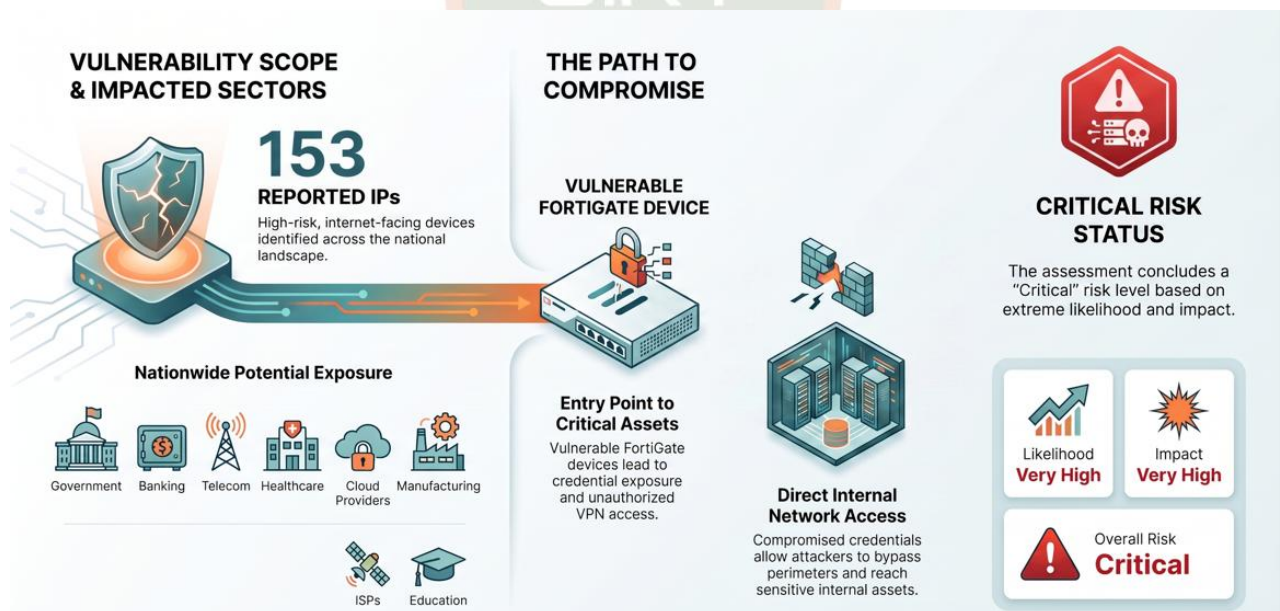 VULNERABILITY SCOPE
& IMPACTED SECTORS
153
REPORTED IPs
High-risk, internet-facing devices
identified across the national
landscape.
Nationwide Potential Exposure
Government
Banking
Telecom
Healthcare
Cloud
Providers
Manufacturing
ISPs
Education
THE PATH TO
COMPROMISE
VULNERABLE
FORTIGATE DEVICE
Entry Point to
Critical Assets
Vulnerable FortiGate
devices lead to
credential exposure
and unauthorized
VPN access.
Direct Internal
Network Access
Compromised credentials
allow attackers to bypass
perimeters and reach
sensitive internal assets.
CRITICAL RISK
STATUS
The assessment concludes a
“Critical” risk level based on
extreme likelihood and impact.
Likelihood
Very High
Impact
Very High
Overall Risk
Critical